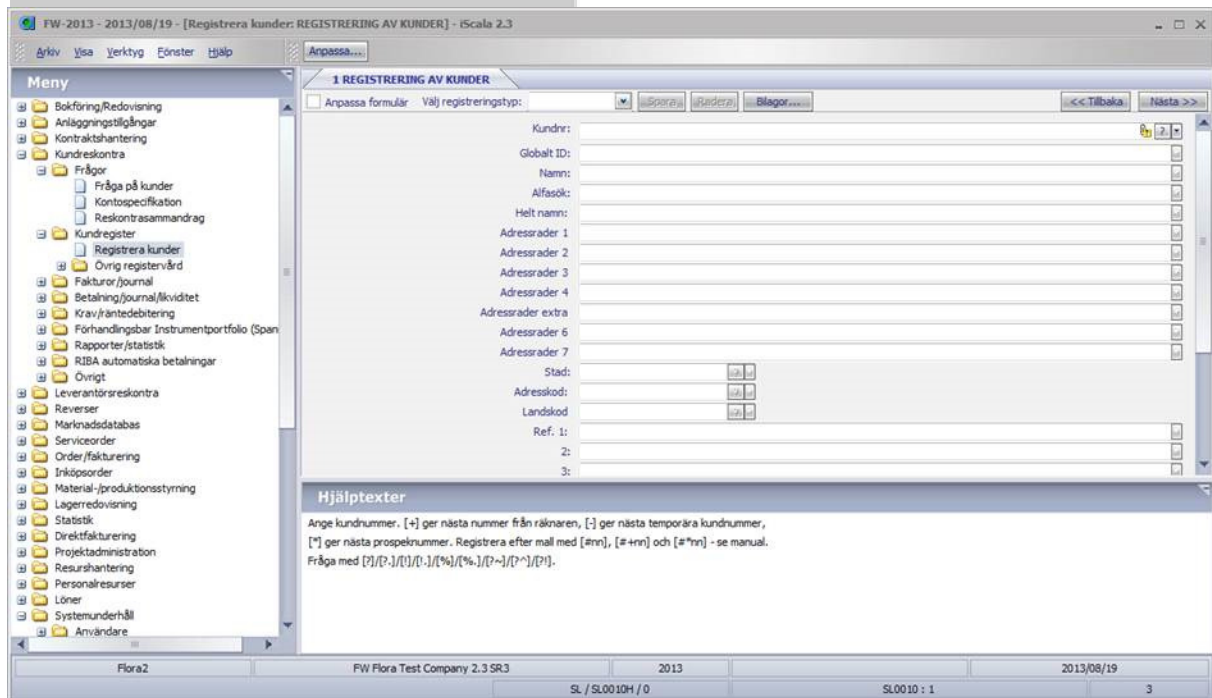 FW-2013 - 2013/08/19 - [Registrera kunder: REGISTRERING AV KUNDER] - iScala 2.3
Arkiv Visa Verktyg Fönster Hjälp
Anpassa...
Meny
Bokföring/Redovisning
Anläggningstillgångar
Kontraktshantering
Kundreskontra
Frågor
Fråga på kunder
Kontospecifikation
Reskontrasammandrag
Kundregister
Registrera kunder
Övrig registervård
Fakturor/journal
Betalning/journal/likviditet
Krav/räntedebitering
Förhandlingsbar Instrumentportfolio (Span
Rapporter/statistik
RIBA automatiska betalningar
Övrigt
Leverantörsreskontra
Reverser
Marknadsdatabas
Serviceorder
Order/fakturering
Inköpsorder
Material-/produktionsstyrning
Lagerredovisning
Statistik
Direktfakturering
Projektadministration
Resurshantering
Personalresurser
Löner
Systemunderhåll
Användare
1 REGISTRERING AV KUNDER
Anpassa formulär Välj registreringstyp: Spara Radera Bilagor... << Tillbaka Nästa >>
Kundnr:
Globalt ID:
Namn:
Alfasök:
Helt namn:
Adressrader 1
Adressrader 2
Adressrader 3
Adressrader 4
Adressrader extra
Adressrader 6
Adressrader 7
Stad:
Adresskod:
Landskod
Ref. 1:
2:
3:
Hjälptexter
Ange kundnummer. [+] ger nästa nummer från räknaren, [-] ger nästa temporära kundnummer,
[*] ger nästa prospeknummer. Registrera efter mall med [#nn], [#+nn] och [#*nn] - se manual.
Fråga med [?]/[?.]/[!]/[!.]/[%]/[%.]/[?~]/[?^]/[?!].
Flora2 FW Flora Test Company 2.3 SR3 2013 2013/08/19
SL / SL0010H / 0 SL0010 : 1 3